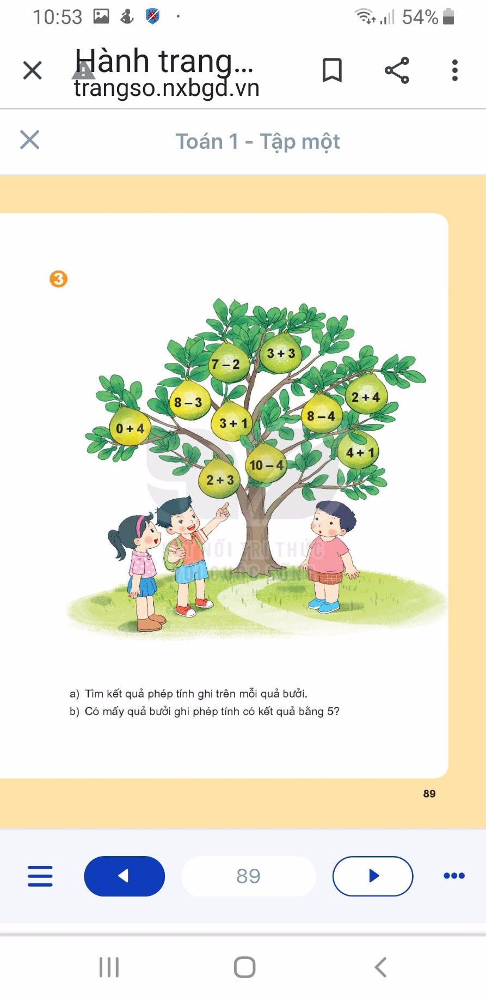 10:53
54%
Hành trang...
trangso.nxbgd.vn
Toán 1 - Tập một
3
3 + 3
7 – 2
2 + 4
8 – 3
8 – 4
3 + 1
0 + 4
4 + 1
10 – 4
2 + 3
KẾT NỐI TRI THỨC
VỚI CUỘC SỐNG
a) Tìm kết quả phép tính ghi trên mỗi quả bưởi.
b) Có mấy quả bưởi ghi phép tính có kết quả bằng 5?
89
89